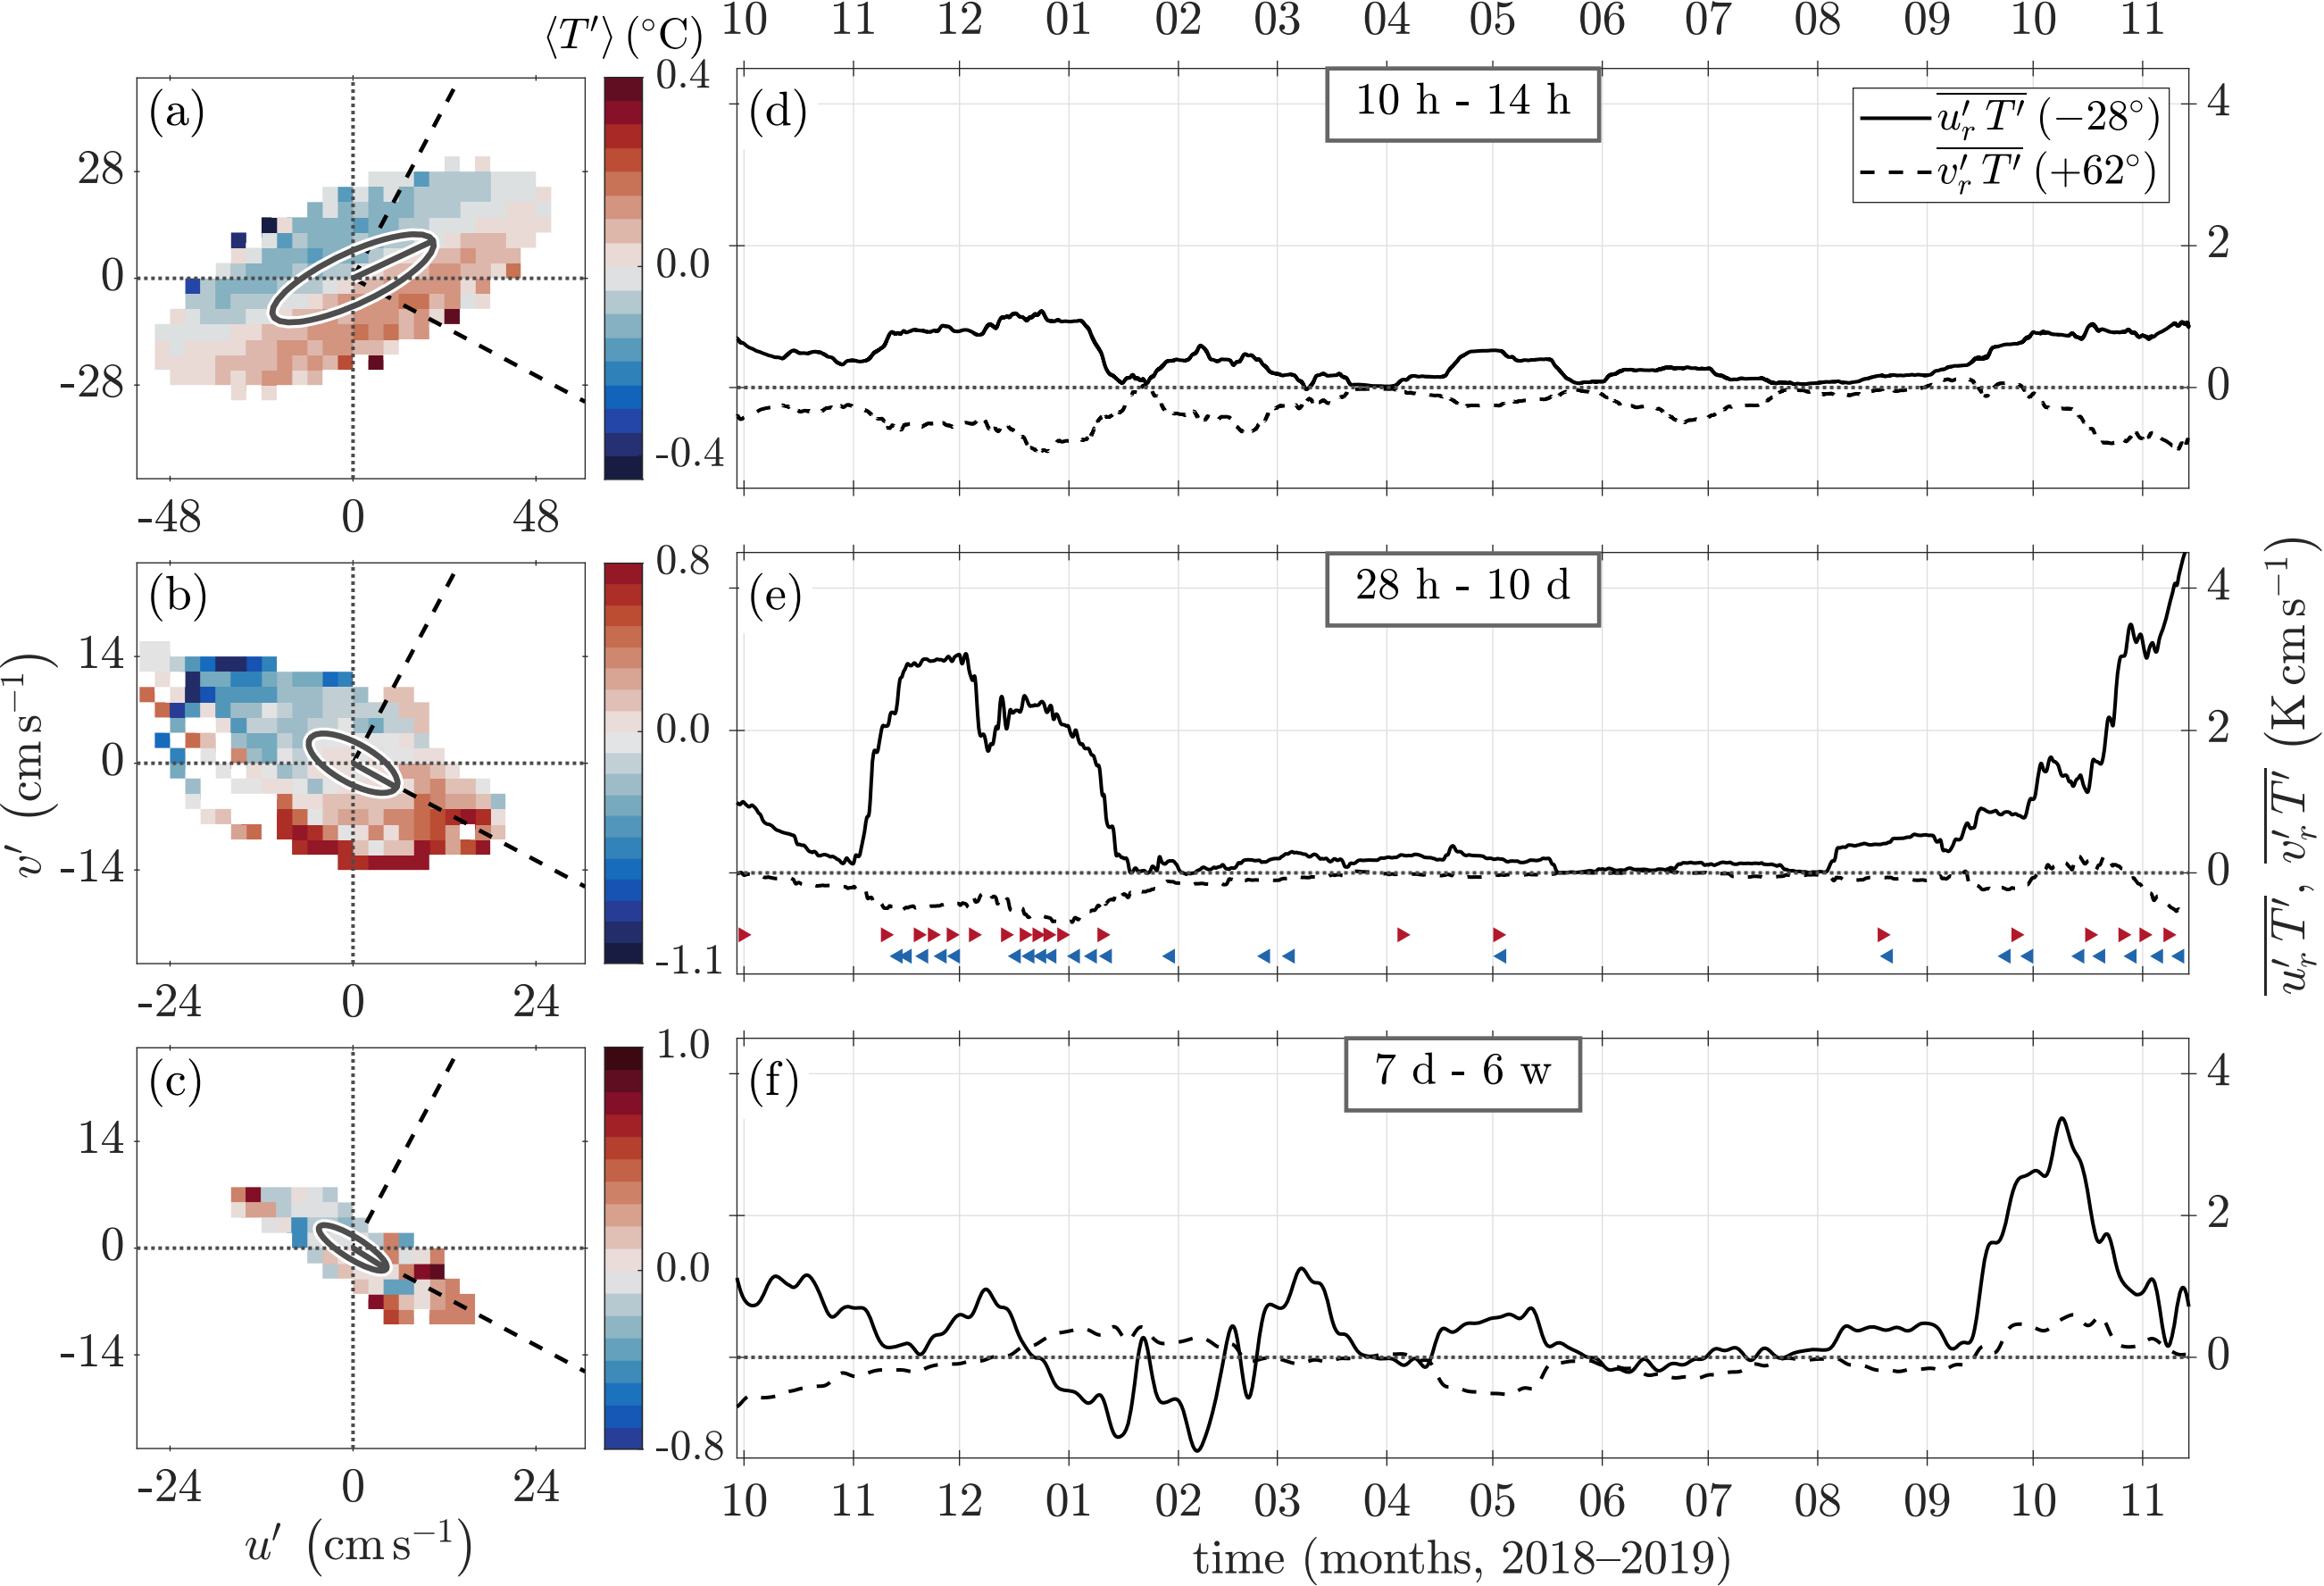 ⟨T′⟩ (°C)
10 11 12 01 02 03 04 05 06 07 08 09 10 11
(a)
28
0
-28
-48 0 48
0.4
0.0
-0.4
(d)
10 h - 14 h
u′r T′ (−28°)
v′r T′ (+62°)
4
2
0
(b)
14
0
-14
-24 0 24
0.8
0.0
-1.1
(e)
28 h - 10 d
4
2
0
(c)
14
0
-14
-24 0 24
1.0
0.0
-0.8
(f)
7 d - 6 w
4
2
0
10 11 12 01 02 03 04 05 06 07 08 09 10 11
v′ (cm s⁻¹)
u′ (cm s⁻¹)
time (months, 2018–2019)
u′r T′, v′r T′ (K cm s⁻¹)